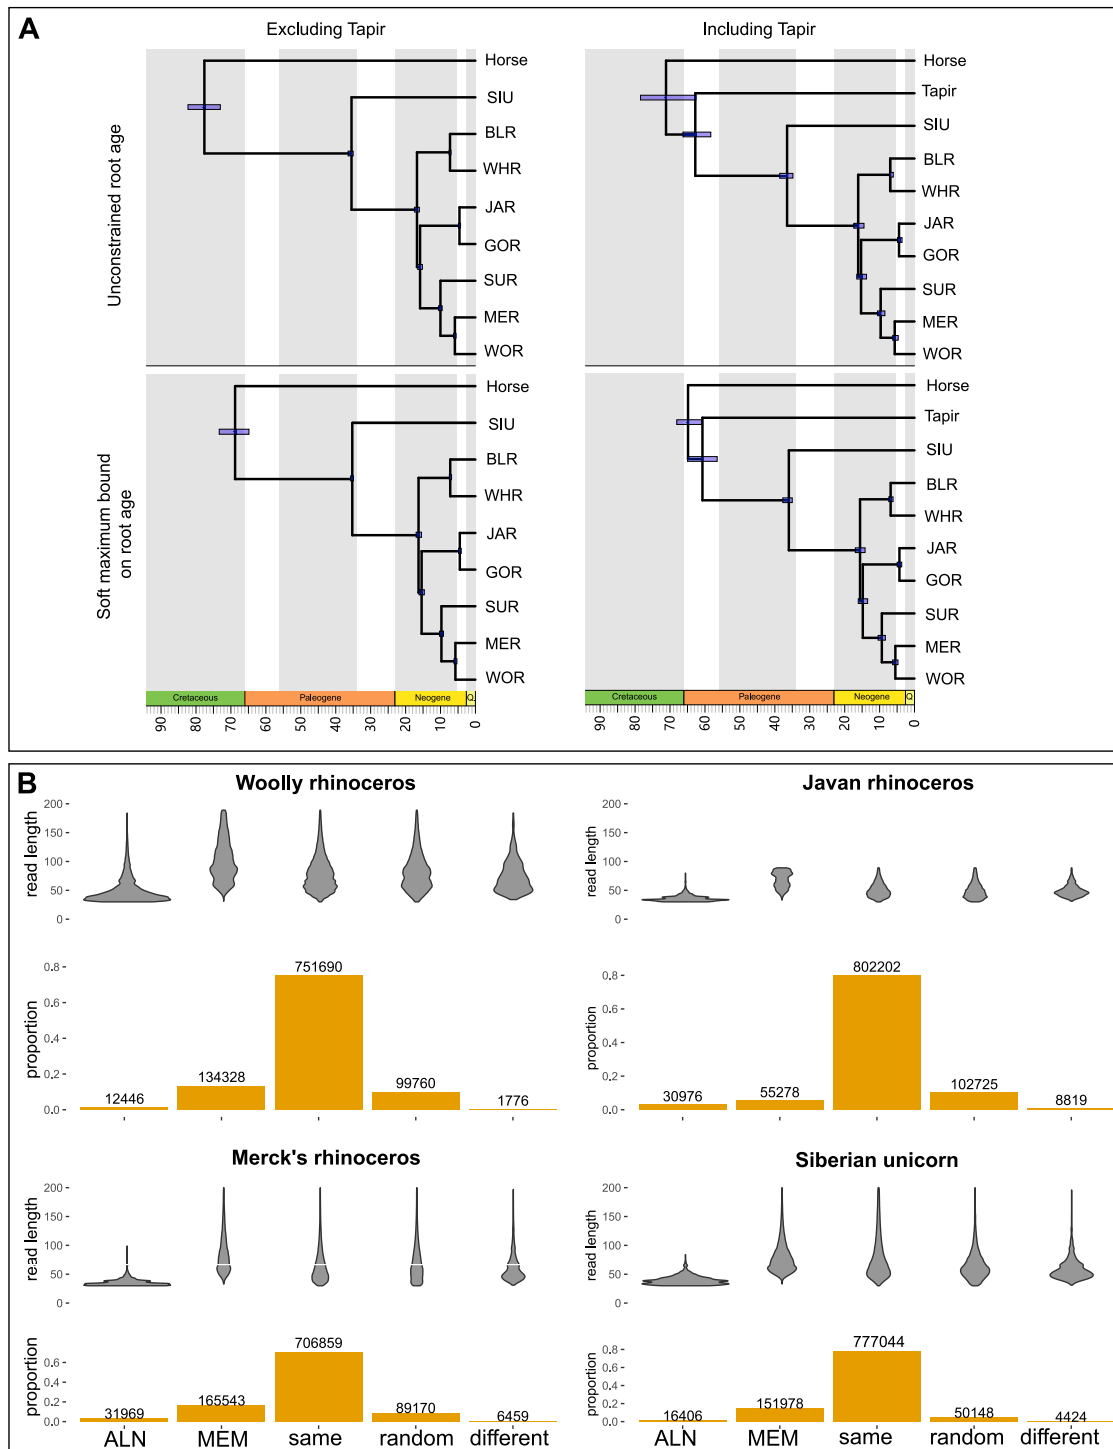 A
Excluding Tapir
Including Tapir
Unconstrained root age
Horse
SIU
BLR
WHR
JAR
GOR
SUR
MER
WOR
Horse
Tapir
SIU
BLR
WHR
JAR
GOR
SUR
MER
WOR
Soft maximum bound
on root age
Horse
SIU
BLR
WHR
JAR
GOR
SUR
MER
WOR
Horse
Tapir
SIU
BLR
WHR
JAR
GOR
SUR
MER
WOR
Cretaceous Paleogene Neogene Q.
90 80 70 60 50 40 30 20 10 0
Cretaceous Paleogene Neogene Q.
90 80 70 60 50 40 30 20 10 0
B
Woolly rhinoceros
read length
200
150
100
50
0
proportion
0.8
0.6
0.4
0.2
0.0
12446 134328 751690 99760 1776
Javan rhinoceros
read length
200
150
100
50
0
proportion
0.8
0.6
0.4
0.2
0.0
30976 55278 802202 102725 8819
Merck's rhinoceros
read length
200
150
100
50
0
proportion
0.6
0.4
0.2
0.0
31969 165543 706859 89170 6459
ALN MEM same random different
Siberian unicorn
read length
200
150
100
50
0
proportion
0.8
0.6
0.4
0.2
0.0
16406 151978 777044 50148 4424
ALN MEM same random different